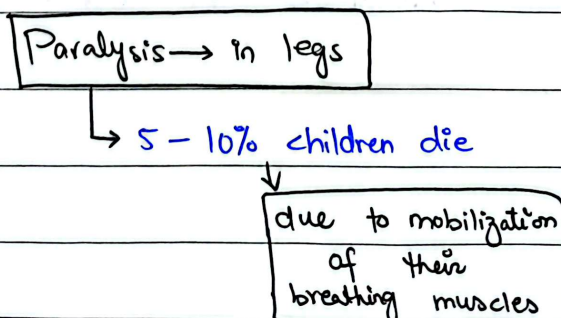 Paralysis → in legs
↳ 5 - 10% children die
↓
due to mobilization
of their
breathing muscles